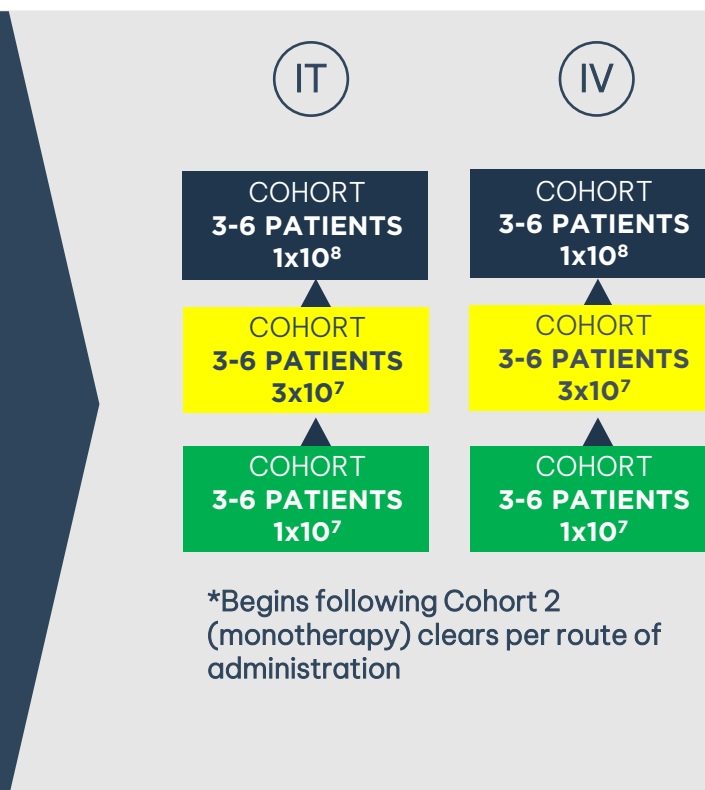 IT
IV
COHORT
3-6 PATIENTS
1x10⁸
COHORT
3-6 PATIENTS
1x10⁸
COHORT
3-6 PATIENTS
3x10⁷
COHORT
3-6 PATIENTS
3x10⁷
COHORT
3-6 PATIENTS
1x10⁷
COHORT
3-6 PATIENTS
1x10⁷
*Begins following Cohort 2
(monotherapy) clears per route of
administration